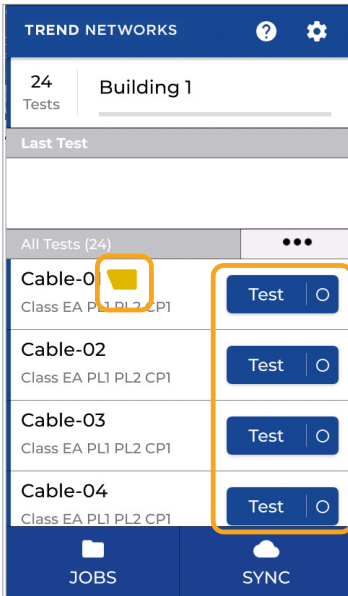 TREND NETWORKS ?
24 Building 1
Tests
Last Test
All Tests (24) •••
Cable-01
Class EA PL1 PL2 CP1 Test
Cable-02
Class EA PL1 PL2 CP1 Test
Cable-03
Class EA PL1 PL2 CP1 Test
Cable-04
Class EA PL1 PL2 CP1 Test
JOBS SYNC